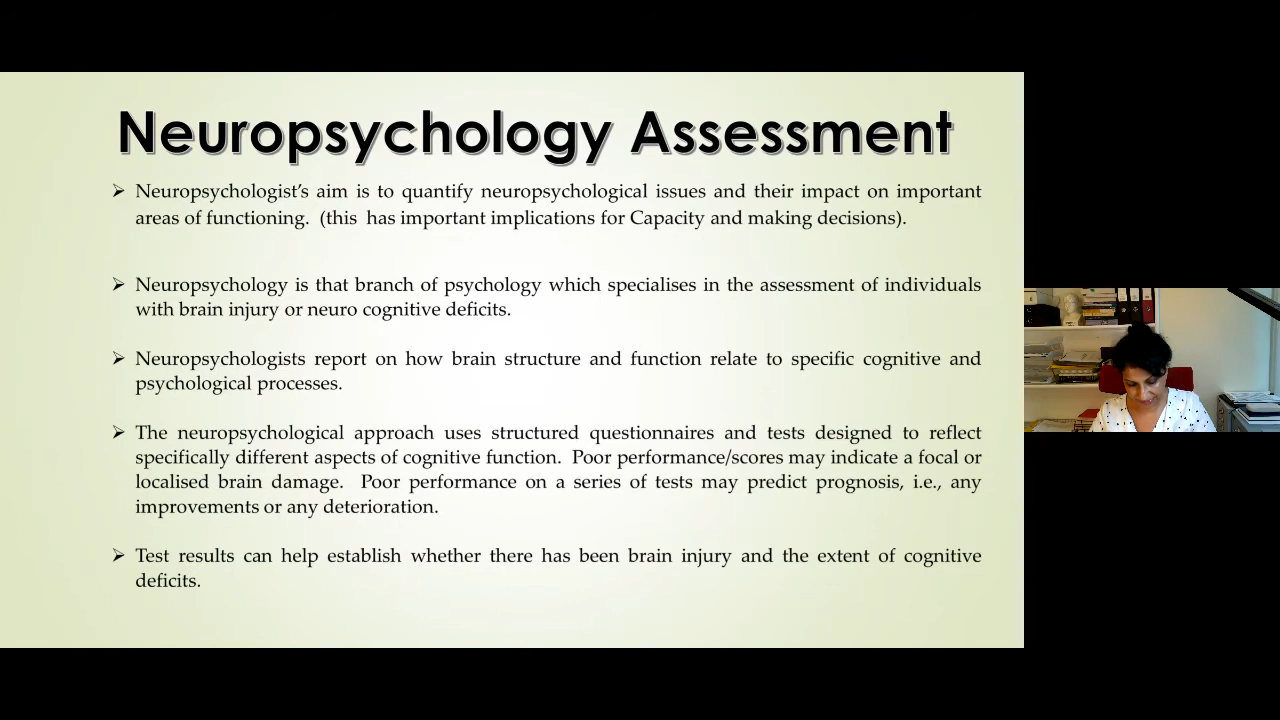 Neuropsychology Assessment
➢ Neuropsychologist’s aim is to quantify neuropsychological issues and their impact on important
areas of functioning.  (this  has important implications for Capacity and making decisions).
➢ Neuropsychology is that branch of psychology which specialises in the assessment of individuals
with brain injury or neuro cognitive deficits.
➢ Neuropsychologists report on how brain structure and function relate to specific cognitive and
psychological processes.
➢ The neuropsychological approach uses structured questionnaires and tests designed to reflect
specifically different aspects of cognitive function.  Poor performance/scores may indicate a focal or
localised brain damage.  Poor performance on a series of tests may predict prognosis, i.e., any
improvements or any deterioration.
➢ Test results can help establish whether there has been brain injury and the extent of cognitive
deficits.